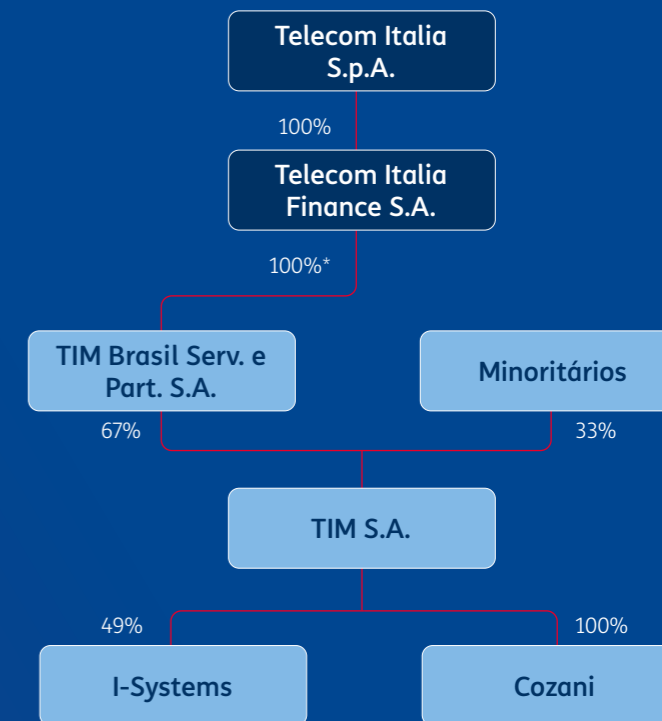 Telecom Italia
S.p.A.
100%
Telecom Italia
Finance S.A.
100%*
TIM Brasil Serv. e
Part. S.A.
Minoritários
67%
33%
TIM S.A.
49%
100%
I-Systems
Cozani